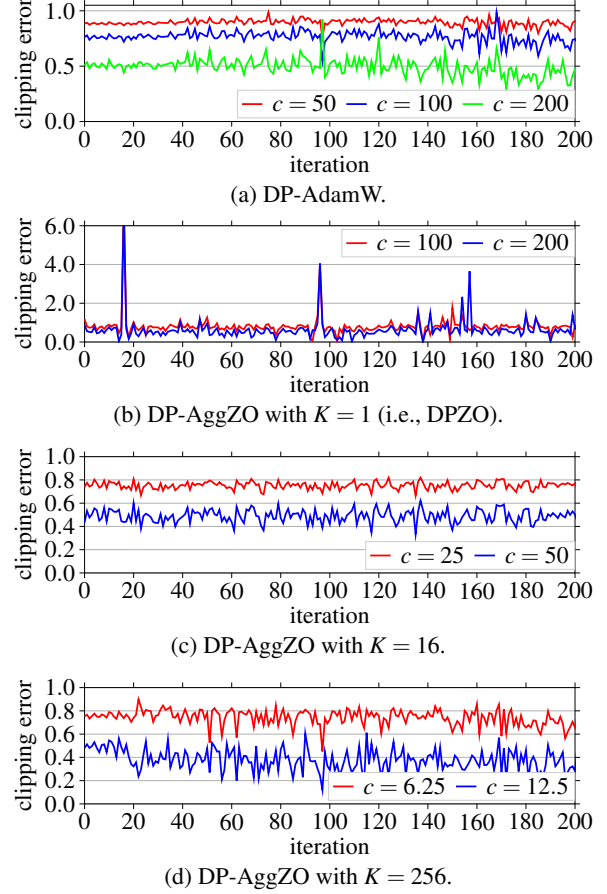 clipping error
1.0
0.5
0.0
c = 50 c = 100 c = 200
0 20 40 60 80 100 120 140 160 180 200
iteration
(a) DP-AdamW.
clipping error
6.0
4.0
2.0
0.0
c = 100 c = 200
0 20 40 60 80 100 120 140 160 180 200
iteration
(b) DP-AggZO with K = 1 (i.e., DPZO).
clipping error
1.0
0.8
0.6
0.4
0.2
0.0
c = 25 c = 50
0 20 40 60 80 100 120 140 160 180 200
iteration
(c) DP-AggZO with K = 16.
clipping error
1.0
0.8
0.6
0.4
0.2
0.0
c = 6.25 c = 12.5
0 20 40 60 80 100 120 140 160 180 200
iteration
(d) DP-AggZO with K = 256.